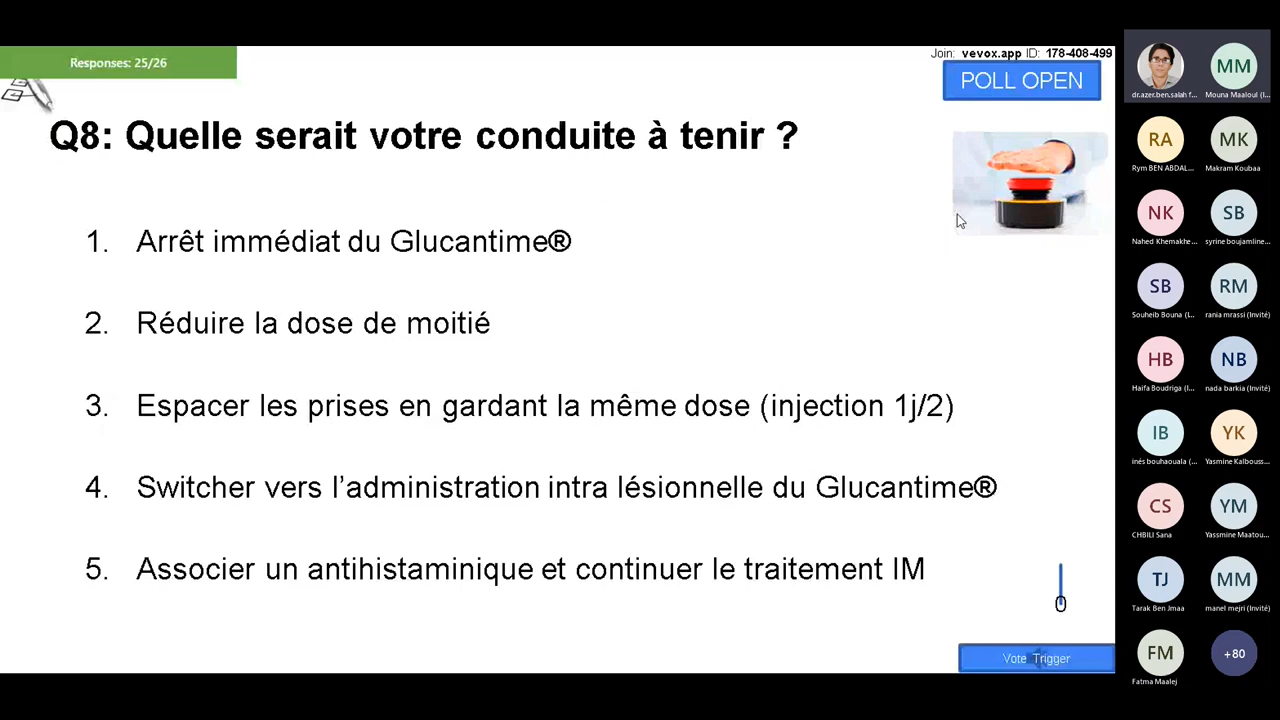 Responses: 25/26
Join: vevox.app ID: 178-408-499
POLL OPEN
Q8: Quelle serait votre conduite à tenir ?
1. Arrêt immédiat du Glucantime®
2. Réduire la dose de moitié
3. Espacer les prises en gardant la même dose (injection 1j/2)
4. Switcher vers l’administration intra lésionnelle du Glucantime®
5. Associer un antihistaminique et continuer le traitement IM
0
Vote Trigger
MM
dr.azer.ben.salah f...
Mouna Maaloul (I...
RA
MK
Rym BEN ABDAL...
Makram Koubaa
NK
SB
Nahed Khemakhe...
syrine boujamline...
SB
RM
Souheib Bouna (I...
rania mrassi (Invité)
HB
NB
Haifa Boudriga (I...
nada barkia (Invité)
IB
YK
inés bouhaouala (...
Yasmine Kalbouss...
CS
YM
CHBILI Sana
Yassmine Maatou...
TJ
MM
Tarak Ben Jmaa
manel mejri (Invité)
FM
+80
Fatma Maalej